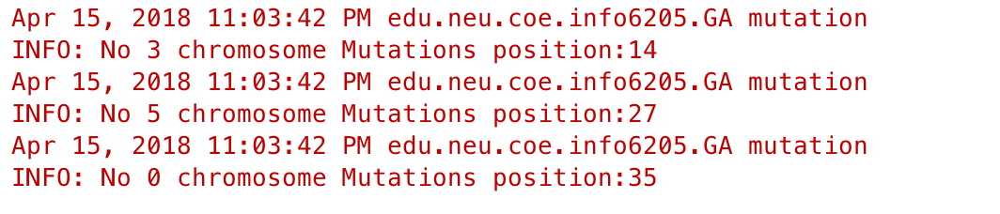 Apr 15, 2018 11:03:42 PM edu.neu.coe.info6205.GA mutation
INFO: No 3 chromosome Mutations position:14
Apr 15, 2018 11:03:42 PM edu.neu.coe.info6205.GA mutation
INFO: No 5 chromosome Mutations position:27
Apr 15, 2018 11:03:42 PM edu.neu.coe.info6205.GA mutation
INFO: No 0 chromosome Mutations position:35